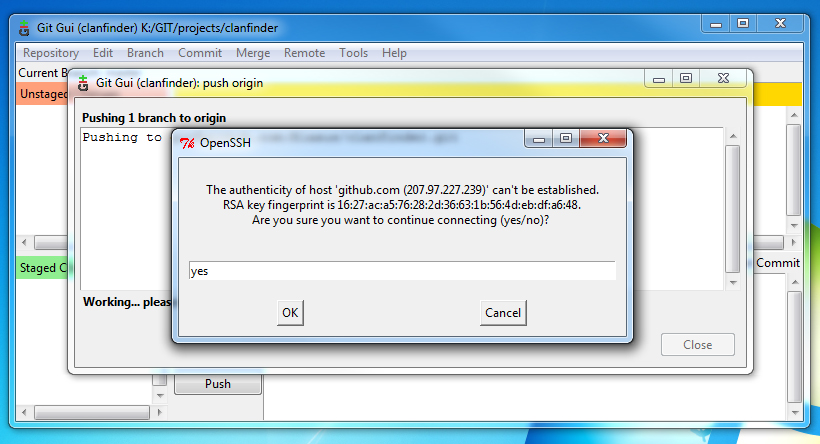 Git Gui (clanfinder) K:/GIT/projects/clanfinder
Repository Edit Branch Commit Merge Remote Tools Help
Current B
Git Gui (clanfinder): push origin
Unstaged
Pushing 1 branch to origin
Pushing to
OpenSSH
The authenticity of host 'github.com (207.97.227.239)' can't be established.
RSA key fingerprint is 16:27:ac:a5:76:28:2d:36:63:1b:56:4d:eb:df:a6:48.
Are you sure you want to continue connecting (yes/no)?
Staged C
Commit
yes
Working... pleas
OK Cancel
Close
Push